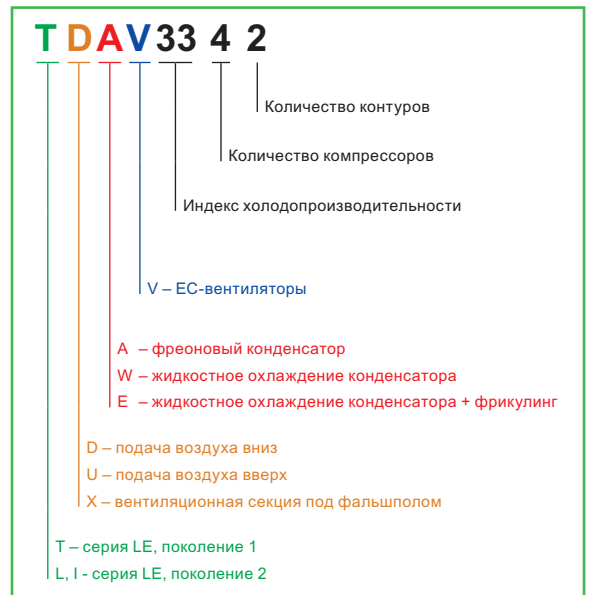 TDAV33 4 2
Количество контуров
Количество компрессоров
Индекс холодопроизводительности
V – ЕС-вентиляторы
A – фреоновый конденсатор
W – жидкостное охлаждение конденсатора
E – жидкостное охлаждение конденсатора + фрикулинг
D – подача воздуха вниз
U – подача воздуха вверх
X – вентиляционная секция под фальшполом
T – серия LE, поколение 1
L, I - серия LE, поколение 2